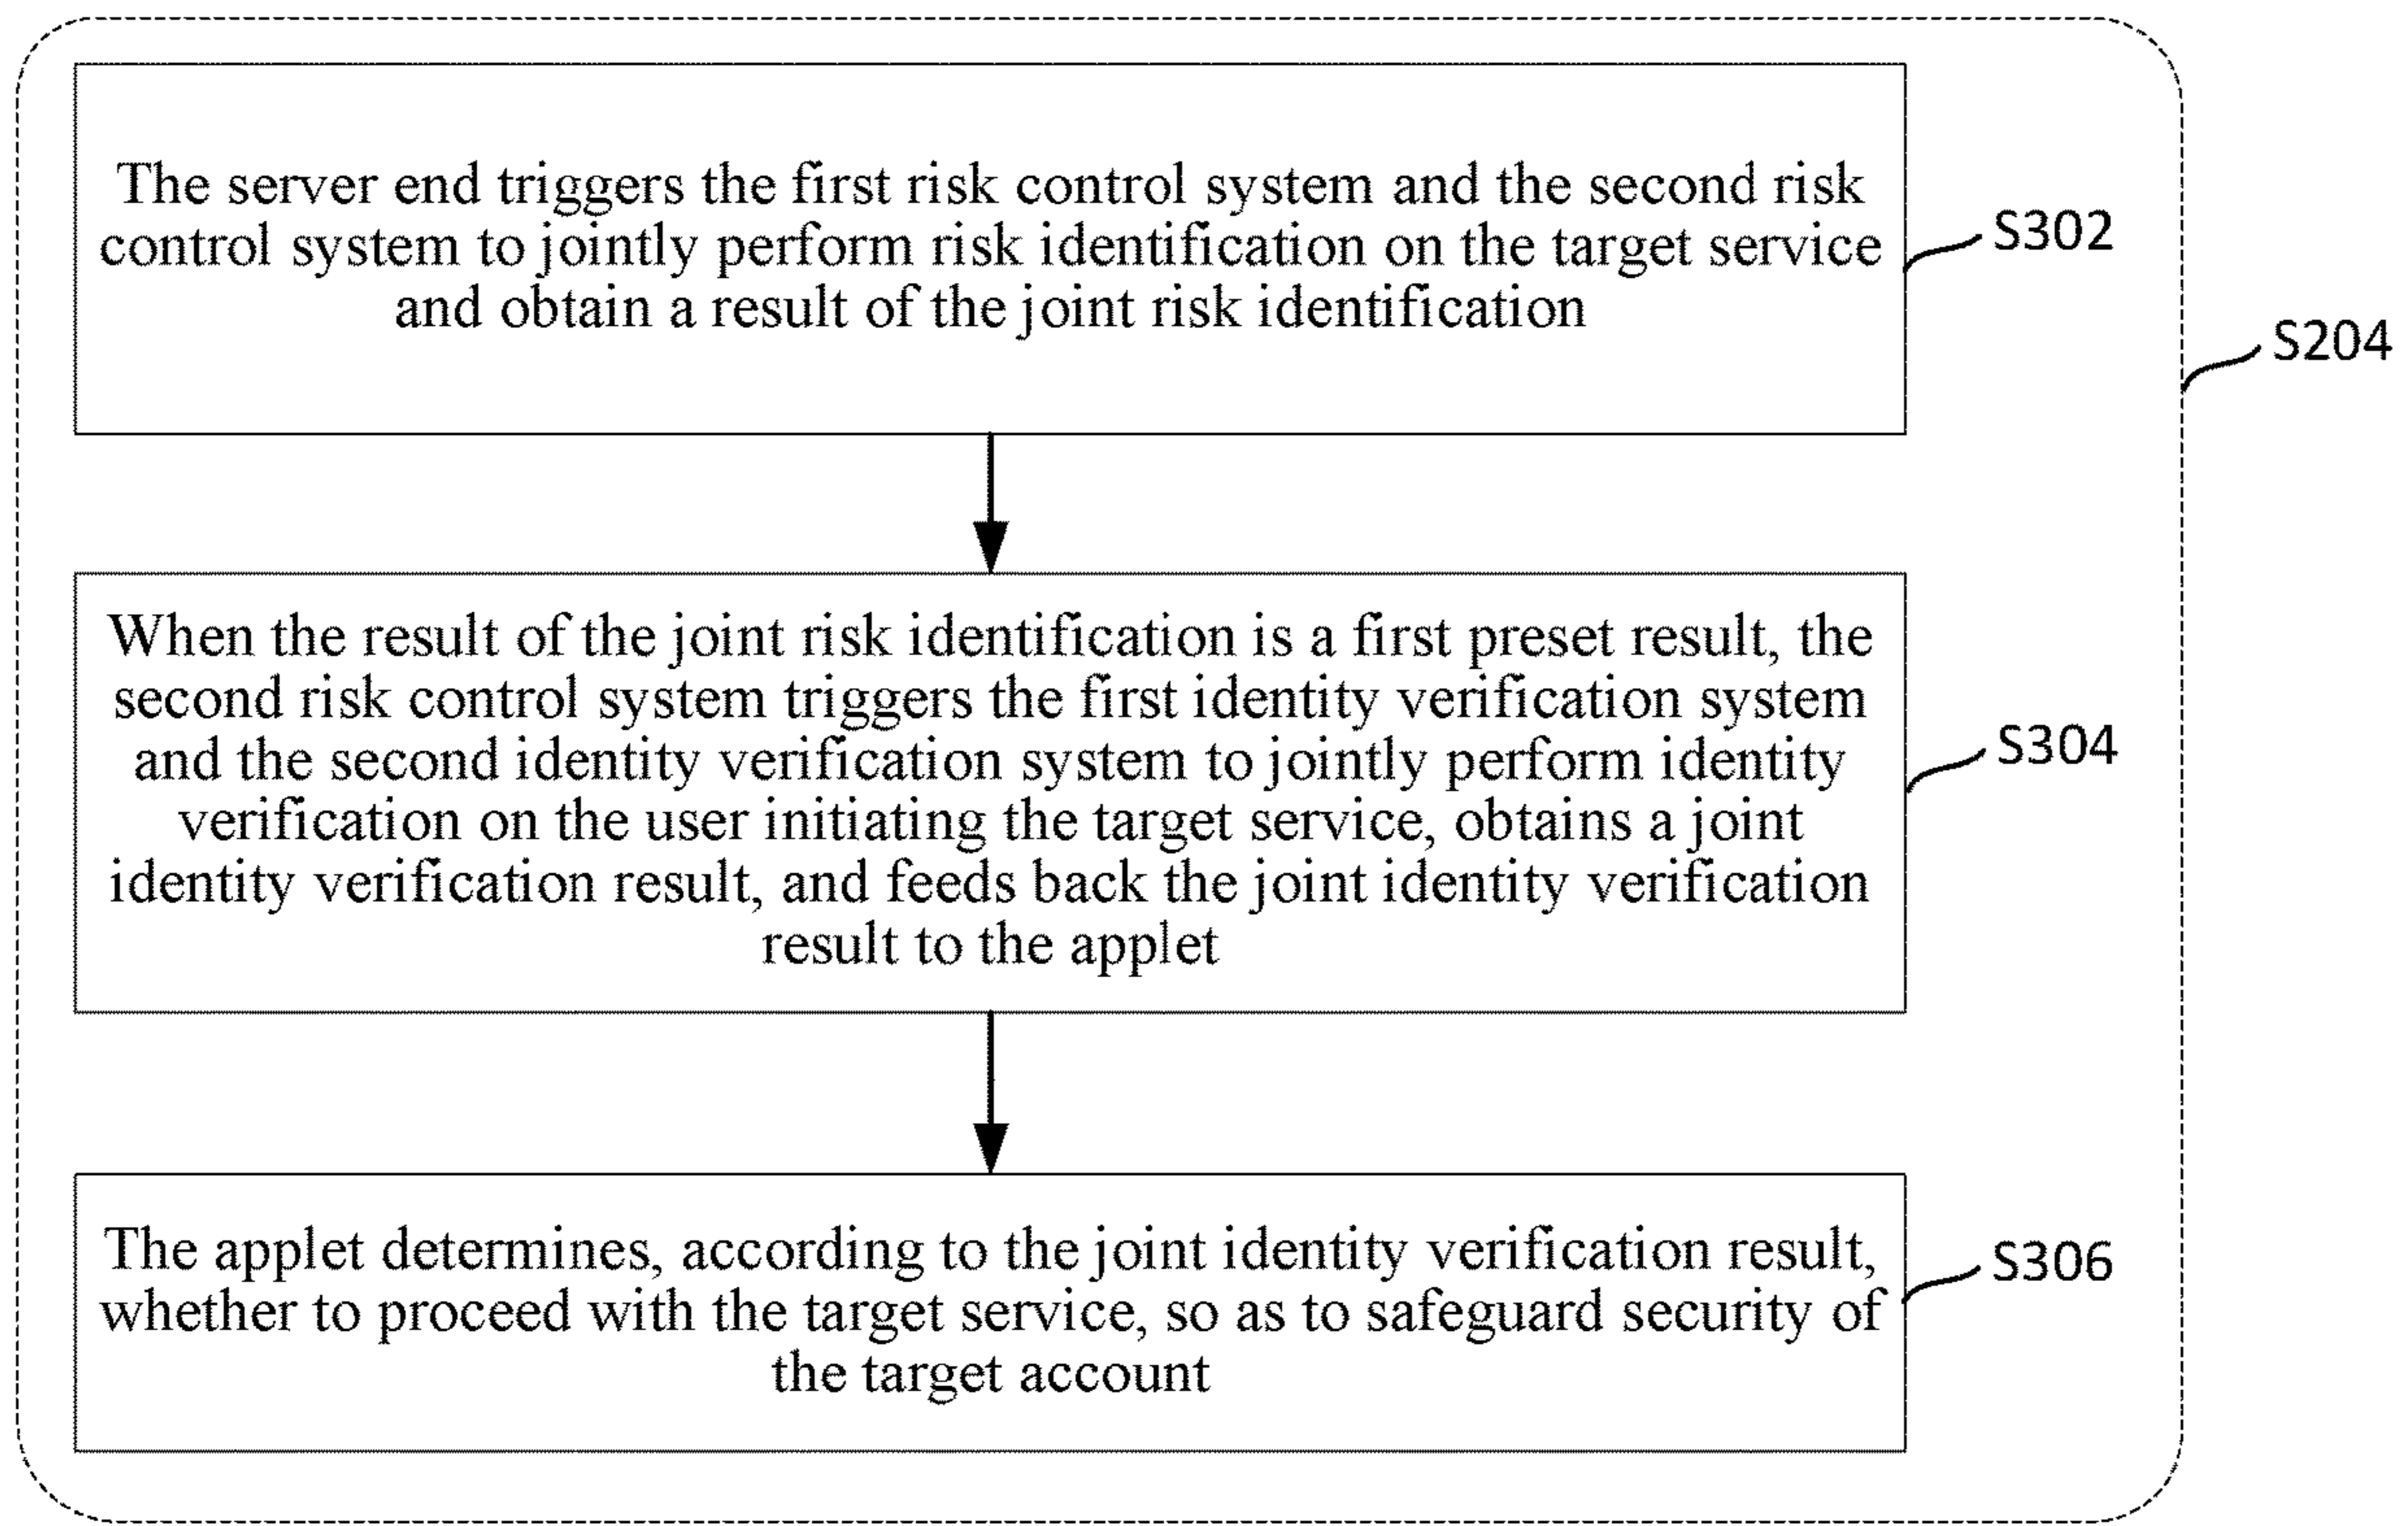 The server end triggers the first risk control system and the second risk
control system to jointly perform risk identification on the target service
and obtain a result of the joint risk identification
S302
S204
When the result of the joint risk identification is a first preset result, the
second risk control system triggers the first identity verification system
and the second identity verification system to jointly perform identity
verification on the user initiating the target service, obtains a joint
identity verification result, and feeds back the joint identity verification
result to the applet
S304
The applet determines, according to the joint identity verification result,
whether to proceed with the target service, so as to safeguard security of
the target account
S306